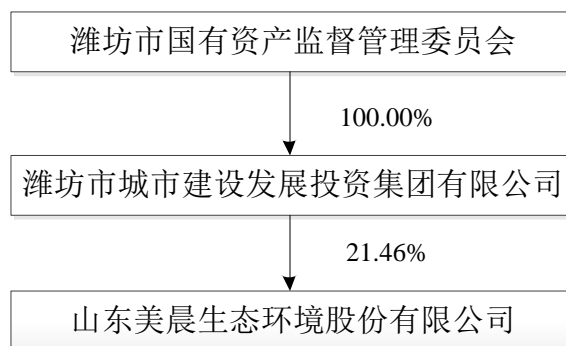 潍坊市国有资产监督管理委员会
100.00%
潍坊市城市建设发展投资集团有限公司
21.46%
山东美晨生态环境股份有限公司